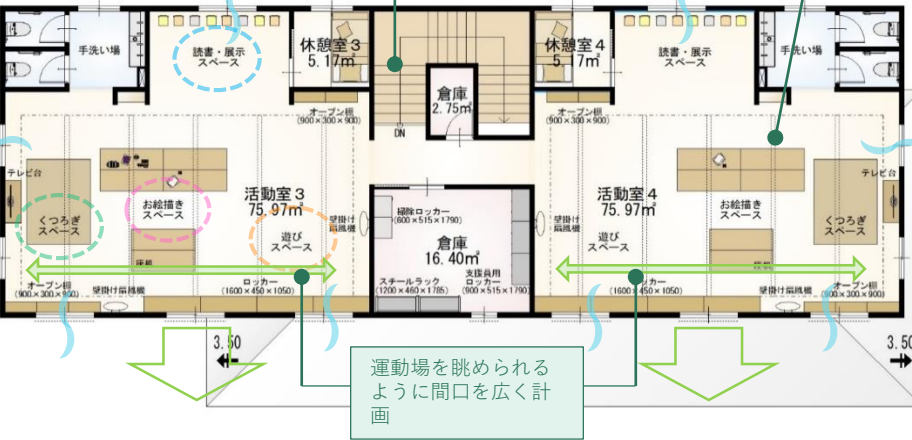 手洗い場
読書・展示
スペース
休憩室3
5.17㎡
倉庫
2.75㎡
DN
休憩室4
5.17㎡
読書・展示
スペース
手洗い場
オープン棚
(900×300×900)
オープン棚
(900×300×900)
テレビ台
くつろぎ
スペース
お絵描き
スペース
活動室3
75.97㎡
遊び
スペース
壁掛け
扇風機
掃除ロッカー
(600×515×1790)
倉庫
16.40㎡
スチールラック
(1200×460×1785)
支援員用
ロッカー
(900×515×1790)
活動室4
75.97㎡
遊び
スペース
壁掛け
扇風機
お絵描き
スペース
テレビ台
くつろぎ
スペース
オープン棚
(900×300×900)
壁掛け扇風機
ロッカー
(1600×450×1050)
ロッカー
(1600×450×1050)
壁掛け扇風機
オープン棚
(900×300×900)
3.50
3.50
運動場を眺められる
ように間口を広く計
画